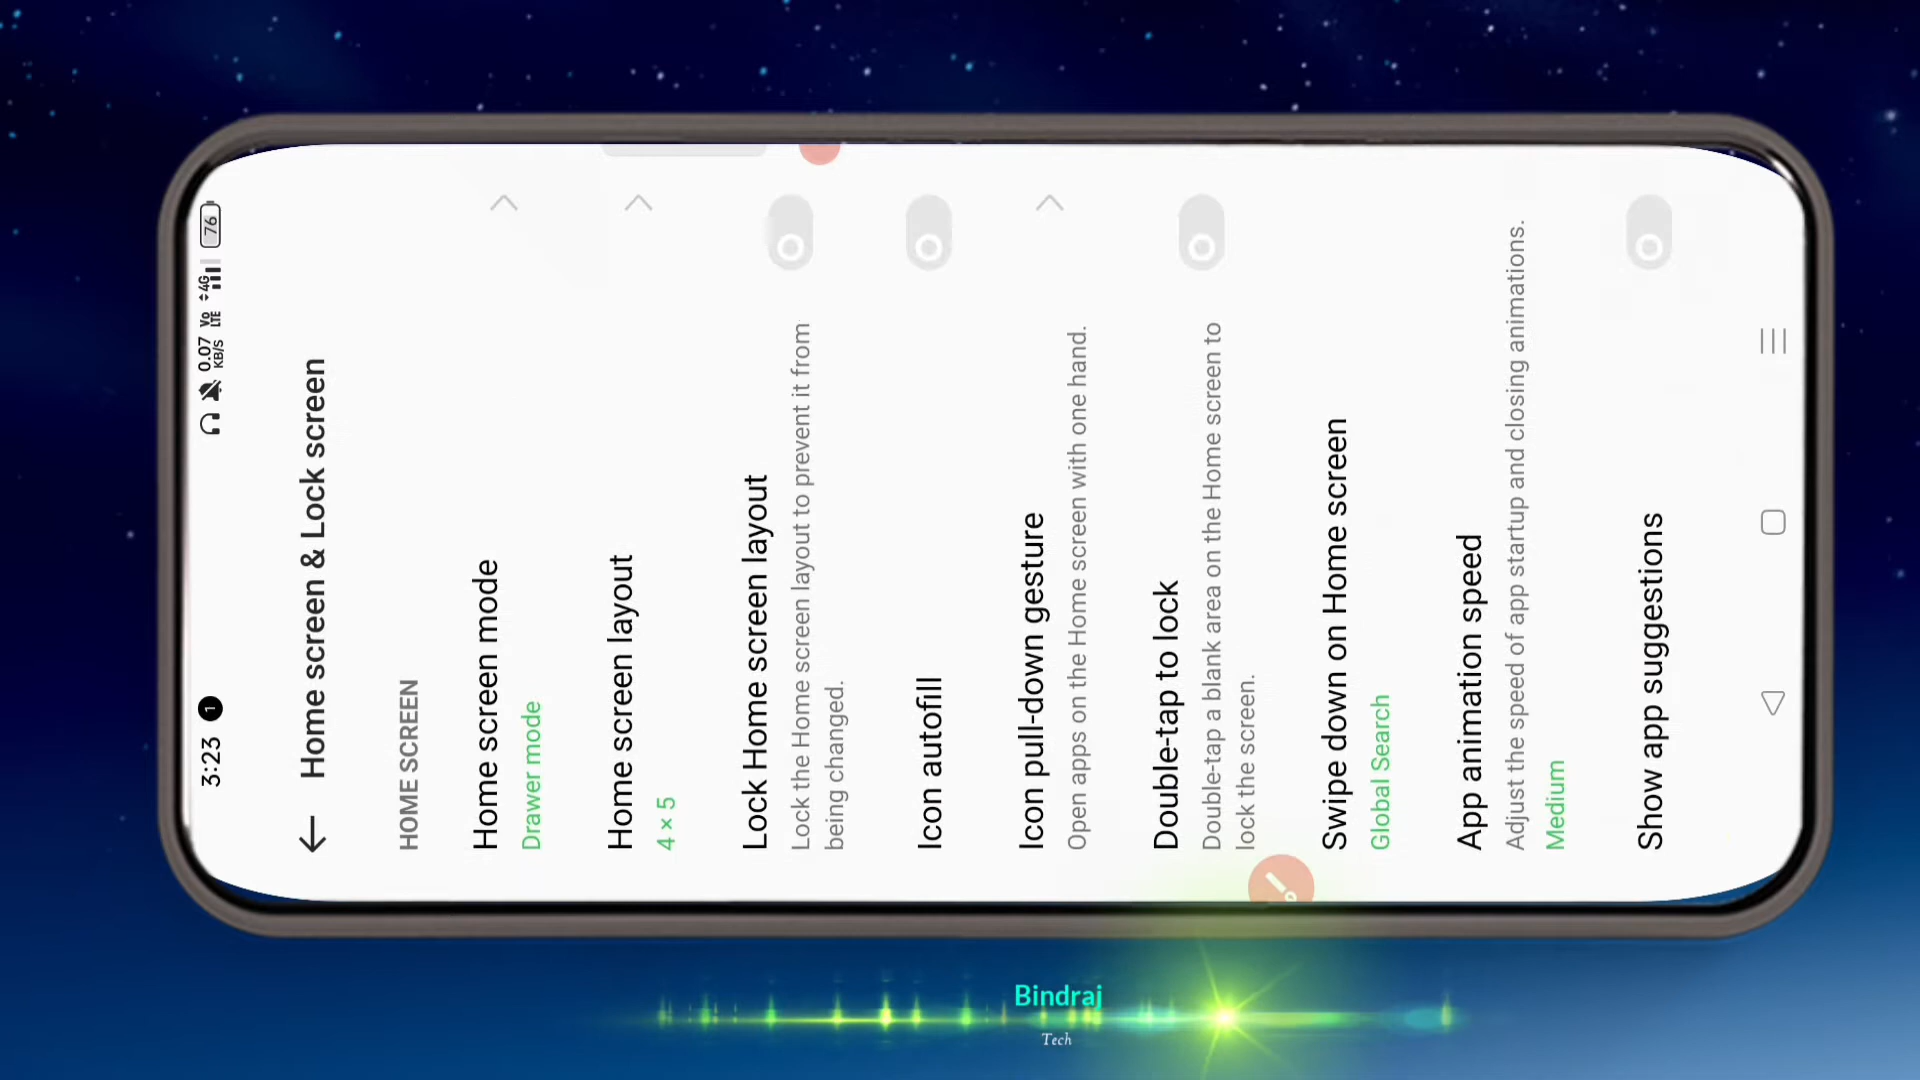 3:23 1 0.07 KB/S Vo LTE 4G 76
Home screen & Lock screen
HOME SCREEN
Home screen mode
Drawer mode
Home screen layout
4 × 5
Lock Home screen layout
Lock the Home screen layout to prevent it from
being changed.
Icon autofill
Icon pull-down gesture
Open apps on the Home screen with one hand.
Double-tap to lock
Double-tap a blank area on the Home screen to
lock the screen.
Swipe down on Home screen
Global Search
App animation speed
Adjust the speed of app startup and closing animations.
Medium
Show app suggestions
Bindraj
Tech